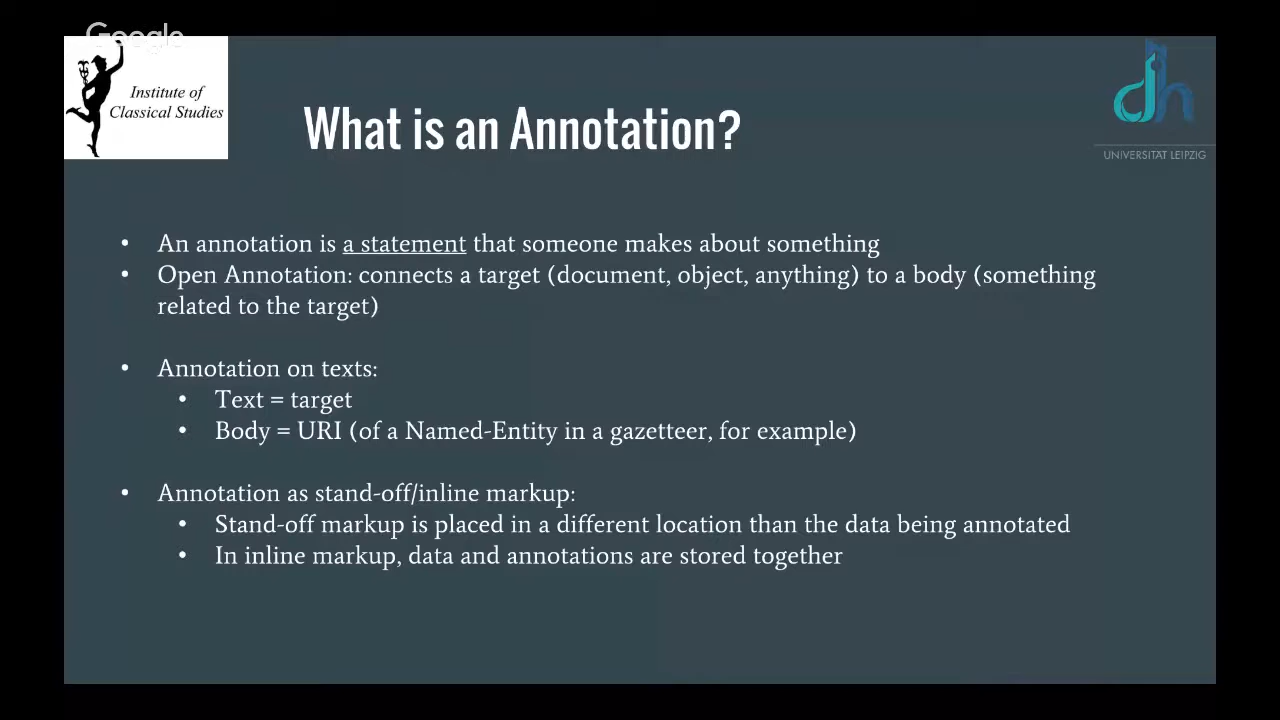 Google
Institute of
Classical Studies
dh
UNIVERSITÄT LEIPZIG
What is an Annotation?
• An annotation is a statement that someone makes about something
• Open Annotation: connects a target (document, object, anything) to a body (something
related to the target)
• Annotation on texts:
• Text = target
• Body = URI (of a Named-Entity in a gazetteer, for example)
• Annotation as stand-off/inline markup:
• Stand-off markup is placed in a different location than the data being annotated
• In inline markup, data and annotations are stored together